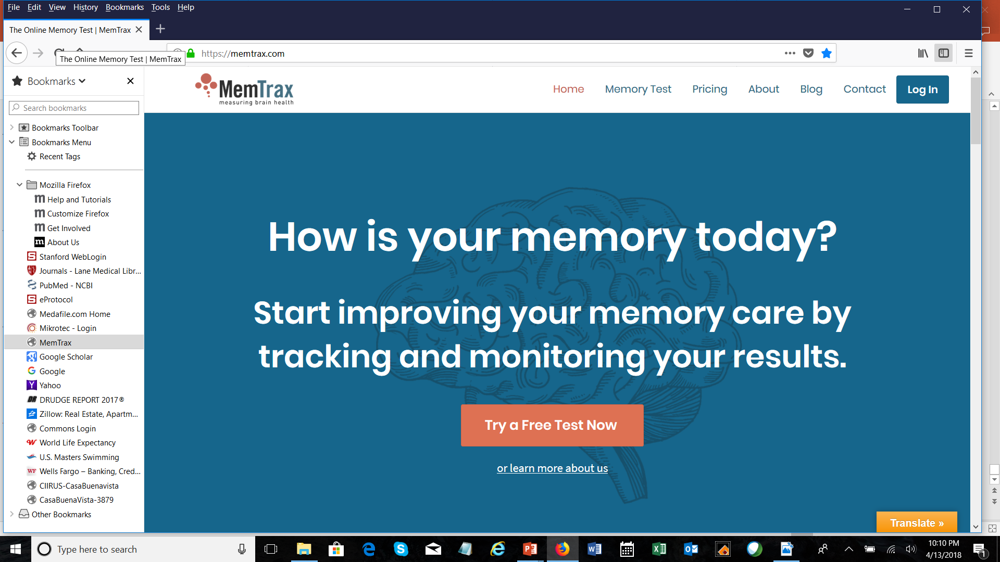 File Edit View History Bookmarks Tools Help
The Online Memory Test | MemTrax
https://memtrax.com
The Online Memory Test | MemTrax
Bookmarks
Search bookmarks
Bookmarks Toolbar
Bookmarks Menu
Recent Tags
Mozilla Firefox
Help and Tutorials
Customize Firefox
Get Involved
About Us
Stanford WebLogin
Journals - Lane Medical Libr...
PubMed - NCBI
eProtocol
Medafile.com Home
Mikrotec - Login
MemTrax
Google Scholar
Google
Yahoo
DRUDGE REPORT 2017®
Zillow: Real Estate, Apartm...
Commons Login
World Life Expectancy
U.S. Masters Swimming
Wells Fargo – Banking, Cred...
CIIRUS-CasaBuenavista
CasaBuenaVista-3879
Other Bookmarks
MemTrax
measuring brain health
Home Memory Test Pricing About Blog Contact Log In
How is your memory today?
Start improving your memory care by
tracking and monitoring your results.
Try a Free Test Now
or learn more about us
Translate »
Type here to search
10:10 PM
4/13/2018
1